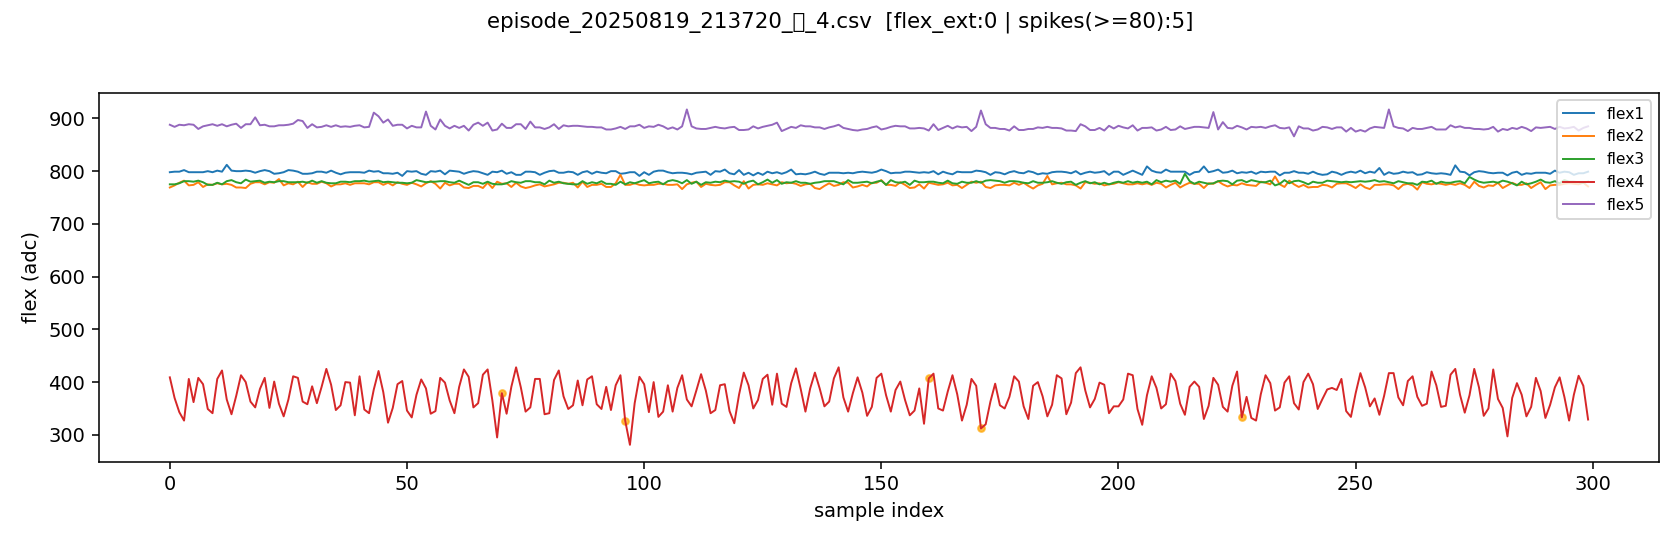 episode_20250819_213720_▯_4.csv [flex_ext:0 | spikes(>=80):5]
flex (adc)
900
800
700
600
500
400
300
flex1
flex2
flex3
flex4
flex5
0 50 100 150 200 250 300
sample index